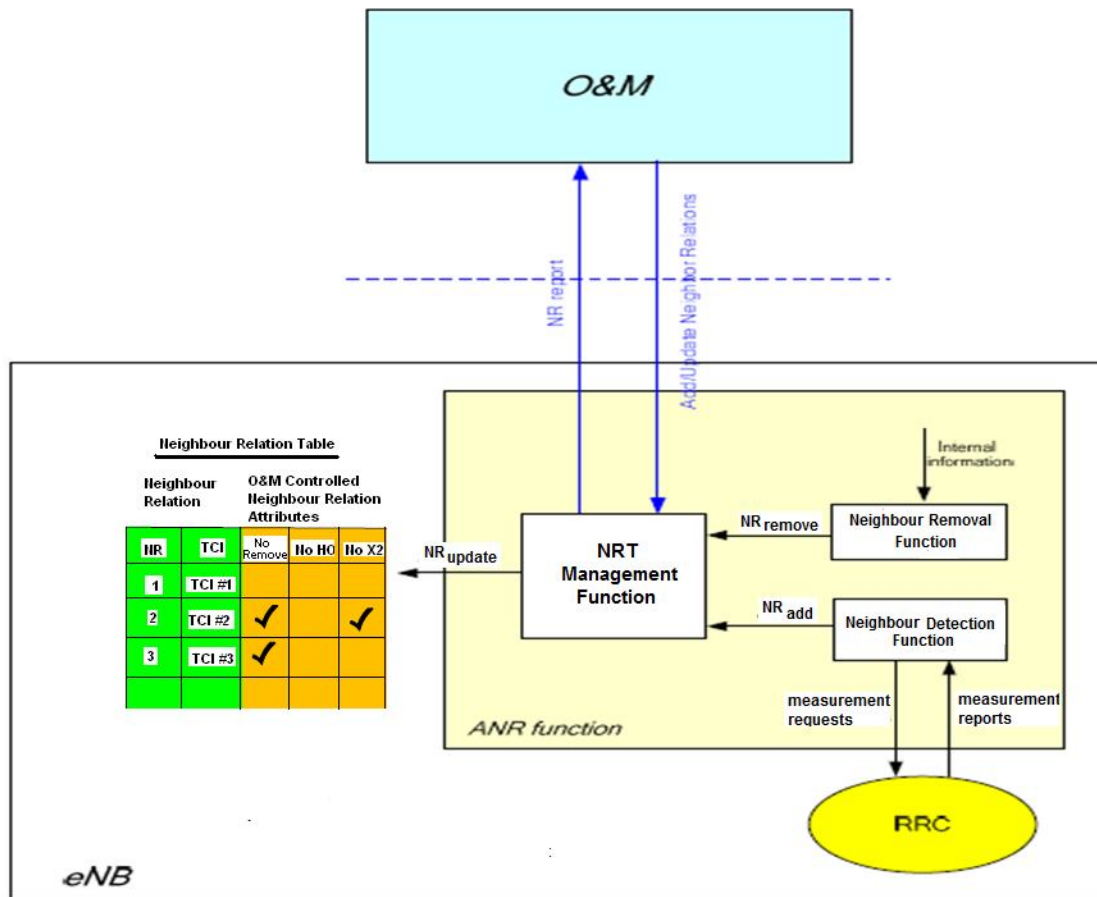 O&M
NR report
Add/Update Neighbor Relations
Neighbour Relation Table
Neighbour
Relation
O&M Controlled
Neighbour Relation
Attributes
NR
TCI
No
Remove
No HO
No X2
1
TCI #1
2
TCI #2
3
TCI #3
NR
update
NRT
Management
Function
NR
remove
NR
add
Internal
information
Neighbour Removal
Function
Neighbour Detection
Function
measurement
requests
measurement
reports
ANR function
RRC
eNB